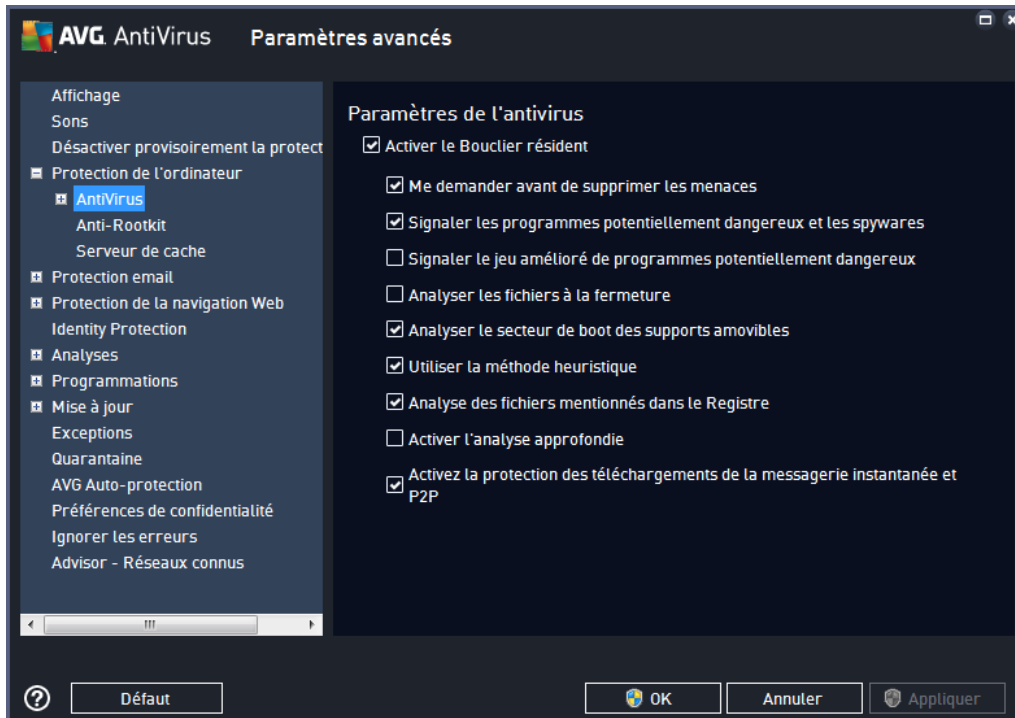 AVG. AntiVirus Paramètres avancés
Affichage
Sons
Désactiver provisoirement la protect
Protection de l'ordinateur
AntiVirus
Anti-Rootkit
Serveur de cache
Protection email
Protection de la navigation Web
Identity Protection
Analyses
Programmations
Mise à jour
Exceptions
Quarantaine
AVG Auto-protection
Préférences de confidentialité
Ignorer les erreurs
Advisor - Réseaux connus
Paramètres de l'antivirus
Activer le Bouclier résident
Me demander avant de supprimer les menaces
Signaler les programmes potentiellement dangereux et les spywares
Signaler le jeu amélioré de programmes potentiellement dangereux
Analyser les fichiers à la fermeture
Analyser le secteur de boot des supports amovibles
Utiliser la méthode heuristique
Analyse des fichiers mentionnés dans le Registre
Activer l'analyse approfondie
Activez la protection des téléchargements de la messagerie instantanée et
P2P
? Défaut OK Annuler Appliquer